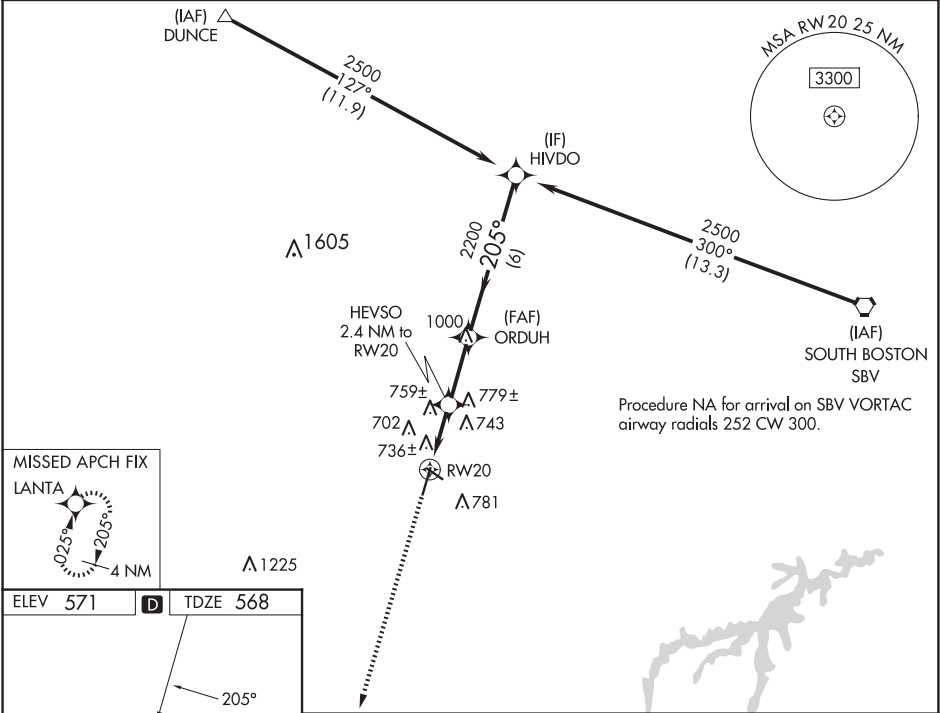 (IAF)
DUNCE
2500
127°
(11.9)
MSA RW 20 25 NM
3300
(IF)
HIVDO
2500
300°
(13.3)
2200
205°
(6)
1605
HEVSO
2.4 NM to
RW20
1000
(FAF)
ORDUH
(IAF)
SOUTH BOSTON
SBV
Procedure NA for arrival on SBV VORTAC
airway radials 252 CW 300.
759±
779±
702
743
736±
RW20
781
MISSED APCH FIX
LANTA
025°
205°
4 NM
1225
ELEV 571
D
TDZE 568
205°